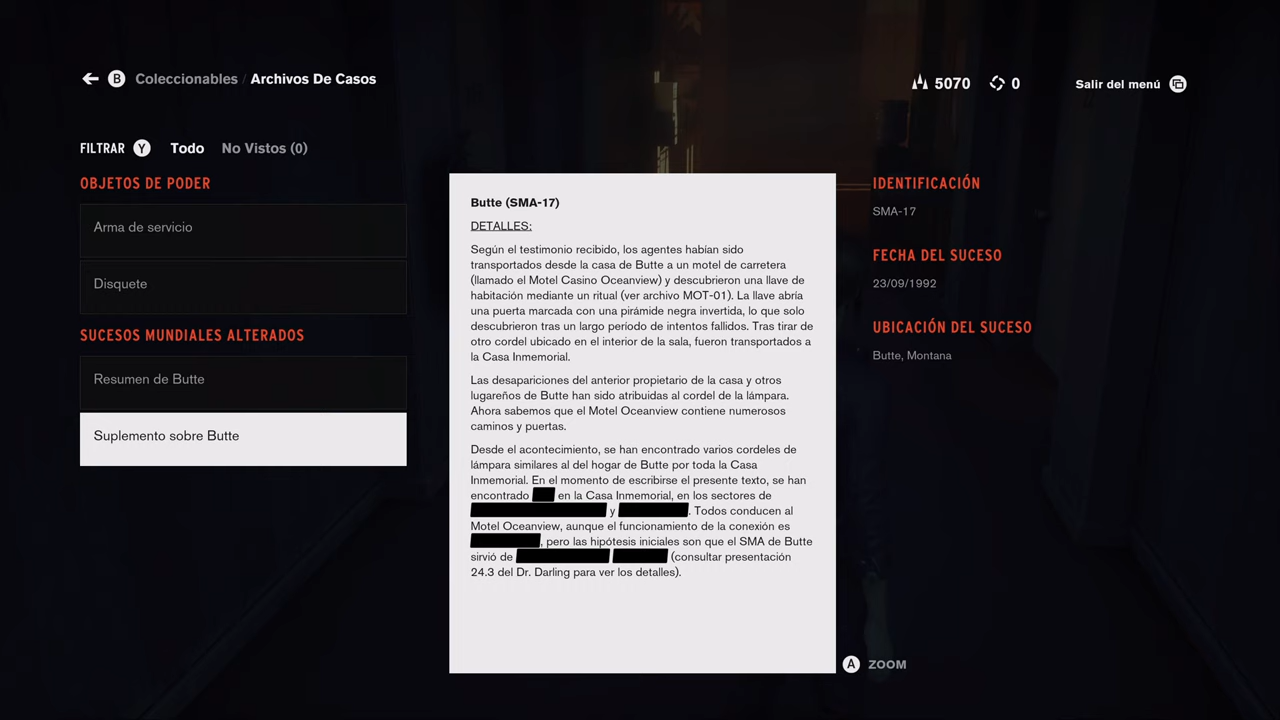 B Coleccionables / Archivos De Casos
5070 0 Salir del menú
FILTRAR Y Todo No Vistos (0)
OBJETOS DE PODER
Arma de servicio
Disquete
SUCESOS MUNDIALES ALTERADOS
Resumen de Butte
Suplemento sobre Butte
Butte (SMA-17)
DETALLES:
Según el testimonio recibido, los agentes habían sido
transportados desde la casa de Butte a un motel de carretera
(llamado el Motel Casino Oceanview) y descubrieron una llave de
habitación mediante un ritual (ver archivo MOT-01). La llave abría
una puerta marcada con una pirámide negra invertida, lo que solo
descubrieron tras un largo período de intentos fallidos. Tras tirar de
otro cordel ubicado en el interior de la sala, fueron transportados a
la Casa Inmemorial.
Las desapariciones del anterior propietario de la casa y otros
lugareños de Butte han sido atribuidas al cordel de la lámpara.
Ahora sabemos que el Motel Oceanview contiene numerosos
caminos y puertas.
Desde el acontecimiento, se han encontrado varios cordeles de
lámpara similares al del hogar de Butte por toda la Casa
Inmemorial. En el momento de escribirse el presente texto, se han
encontrado en la Casa Inmemorial, en los sectores de
y . Todos conducen al
Motel Oceanview, aunque el funcionamiento de la conexión es
, pero las hipótesis iniciales son que el SMA de Butte
sirvió de (consultar presentación
24.3 del Dr. Darling para ver los detalles).
IDENTIFICACIÓN
SMA-17
FECHA DEL SUCESO
23/09/1992
UBICACIÓN DEL SUCESO
Butte, Montana
A ZOOM